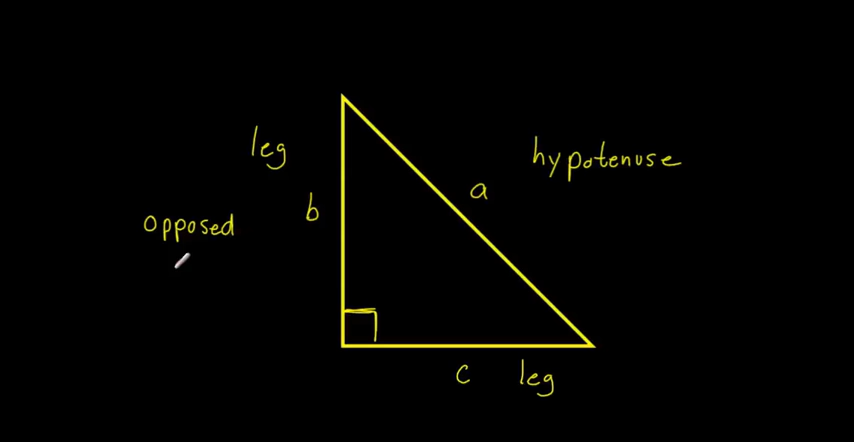 leg
hypotenuse
a
b
opposed
c leg